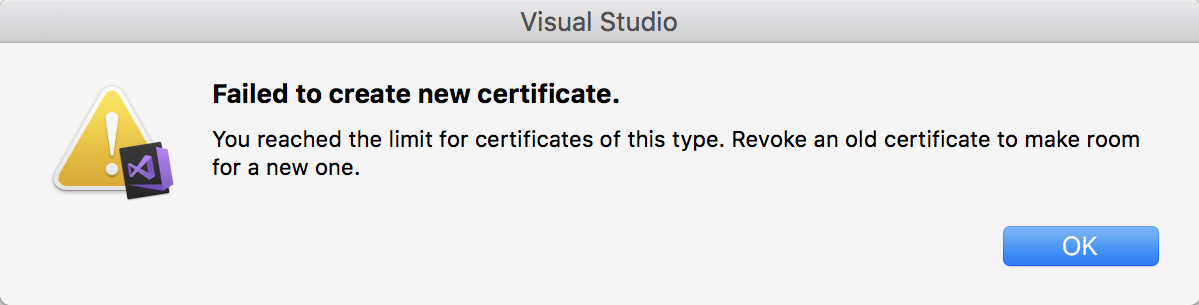 Visual Studio
Failed to create new certificate.
You reached the limit for certificates of this type. Revoke an old certificate to make room
for a new one.
OK